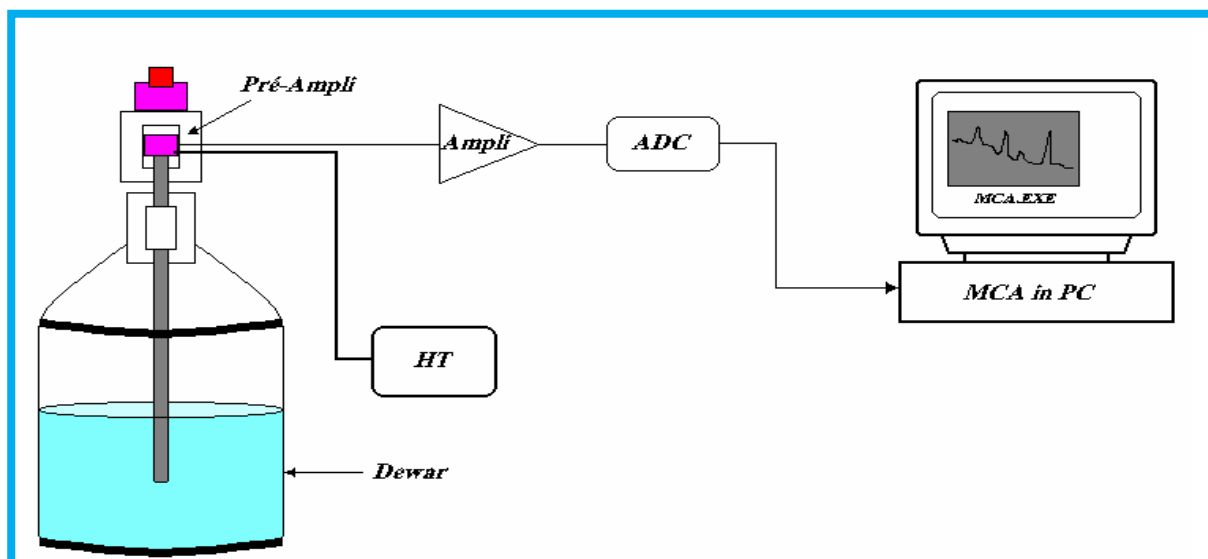 Pré-Ampli
Ampli
ADC
MCA.EXE
MCA in PC
HT
Dewar